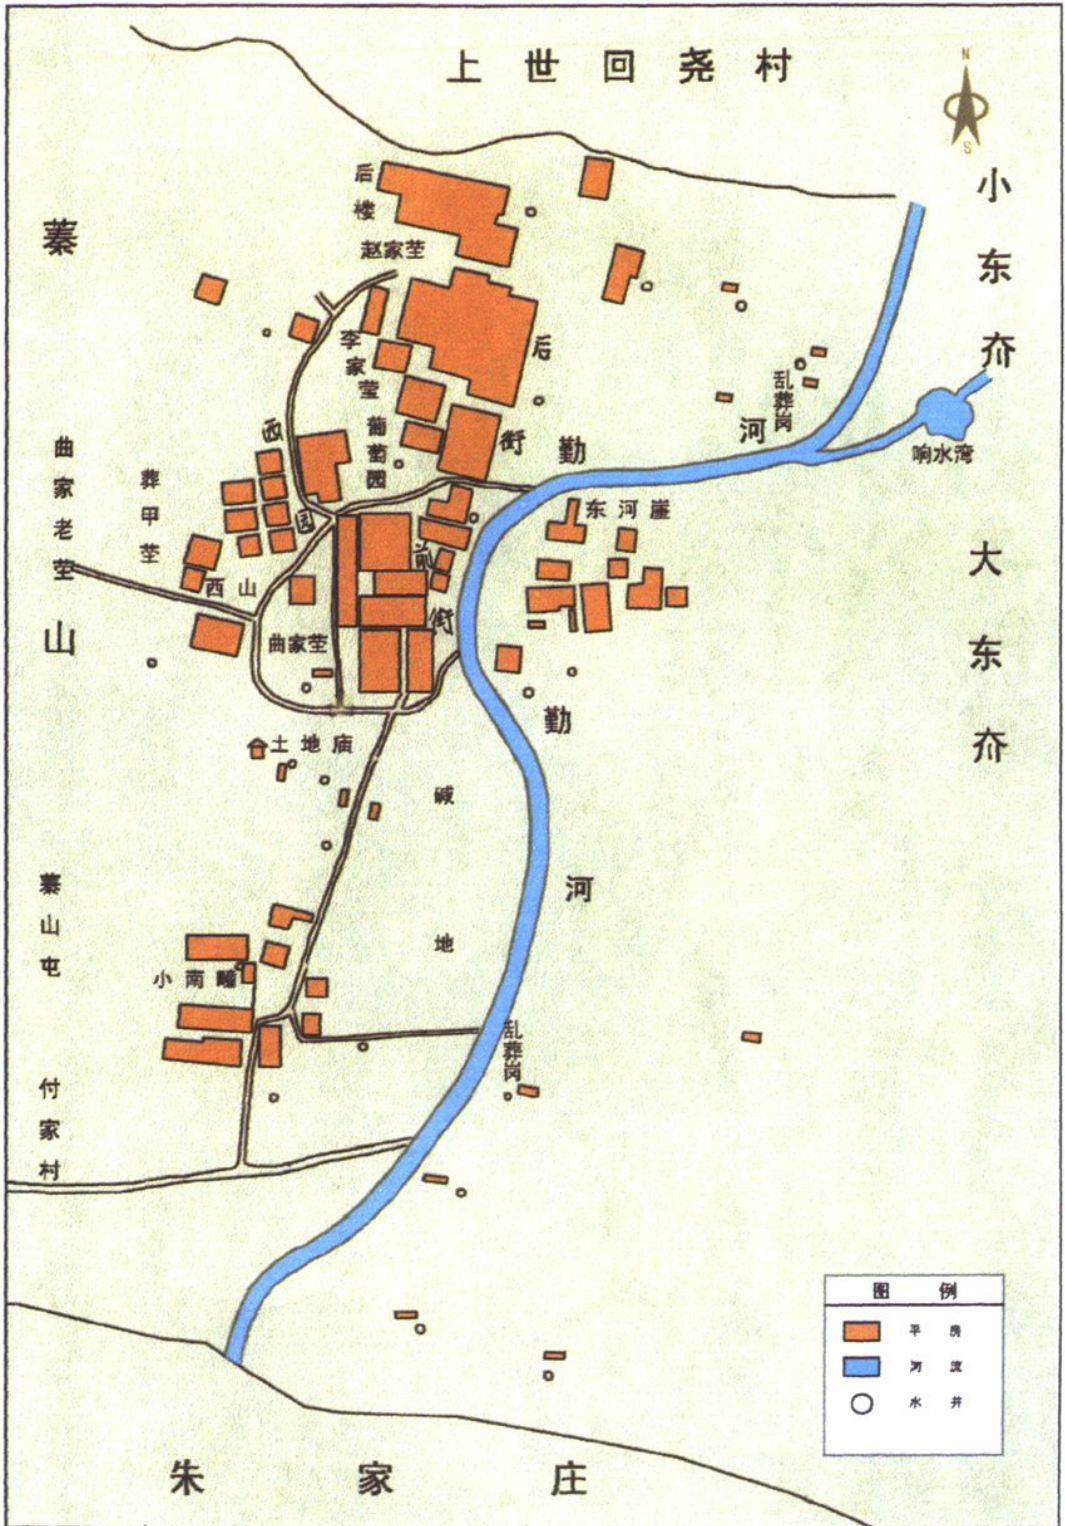 上世回尧村
N
S
小东夼
后楼
綦山
赵家茔
李家莹
后街
葡萄园
西园
乱葬岗
勤河
响水湾
曲家老茔
葬甲茔
东河崖
大东夼
前街
西山
曲家茔
勤河
土地庙
碱地
綦山屯
小南疃
乱葬岗
付家村
朱家庄
图例
平房
河流
水井